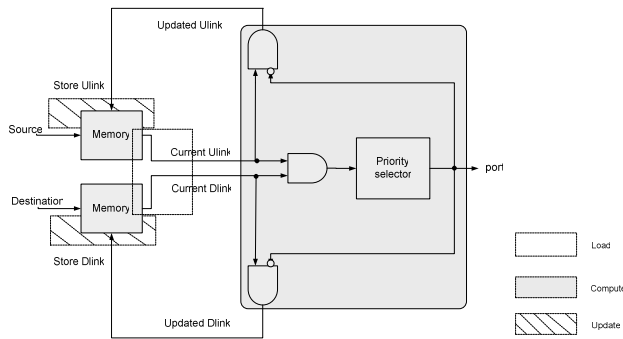 Updated Ulink
Store Ulink
Source
Memory
Current Ulink
Priority
selector
port
Current Dlink
Destination
Memory
Store Dlink
Updated Dlink
Load
Compute
Update